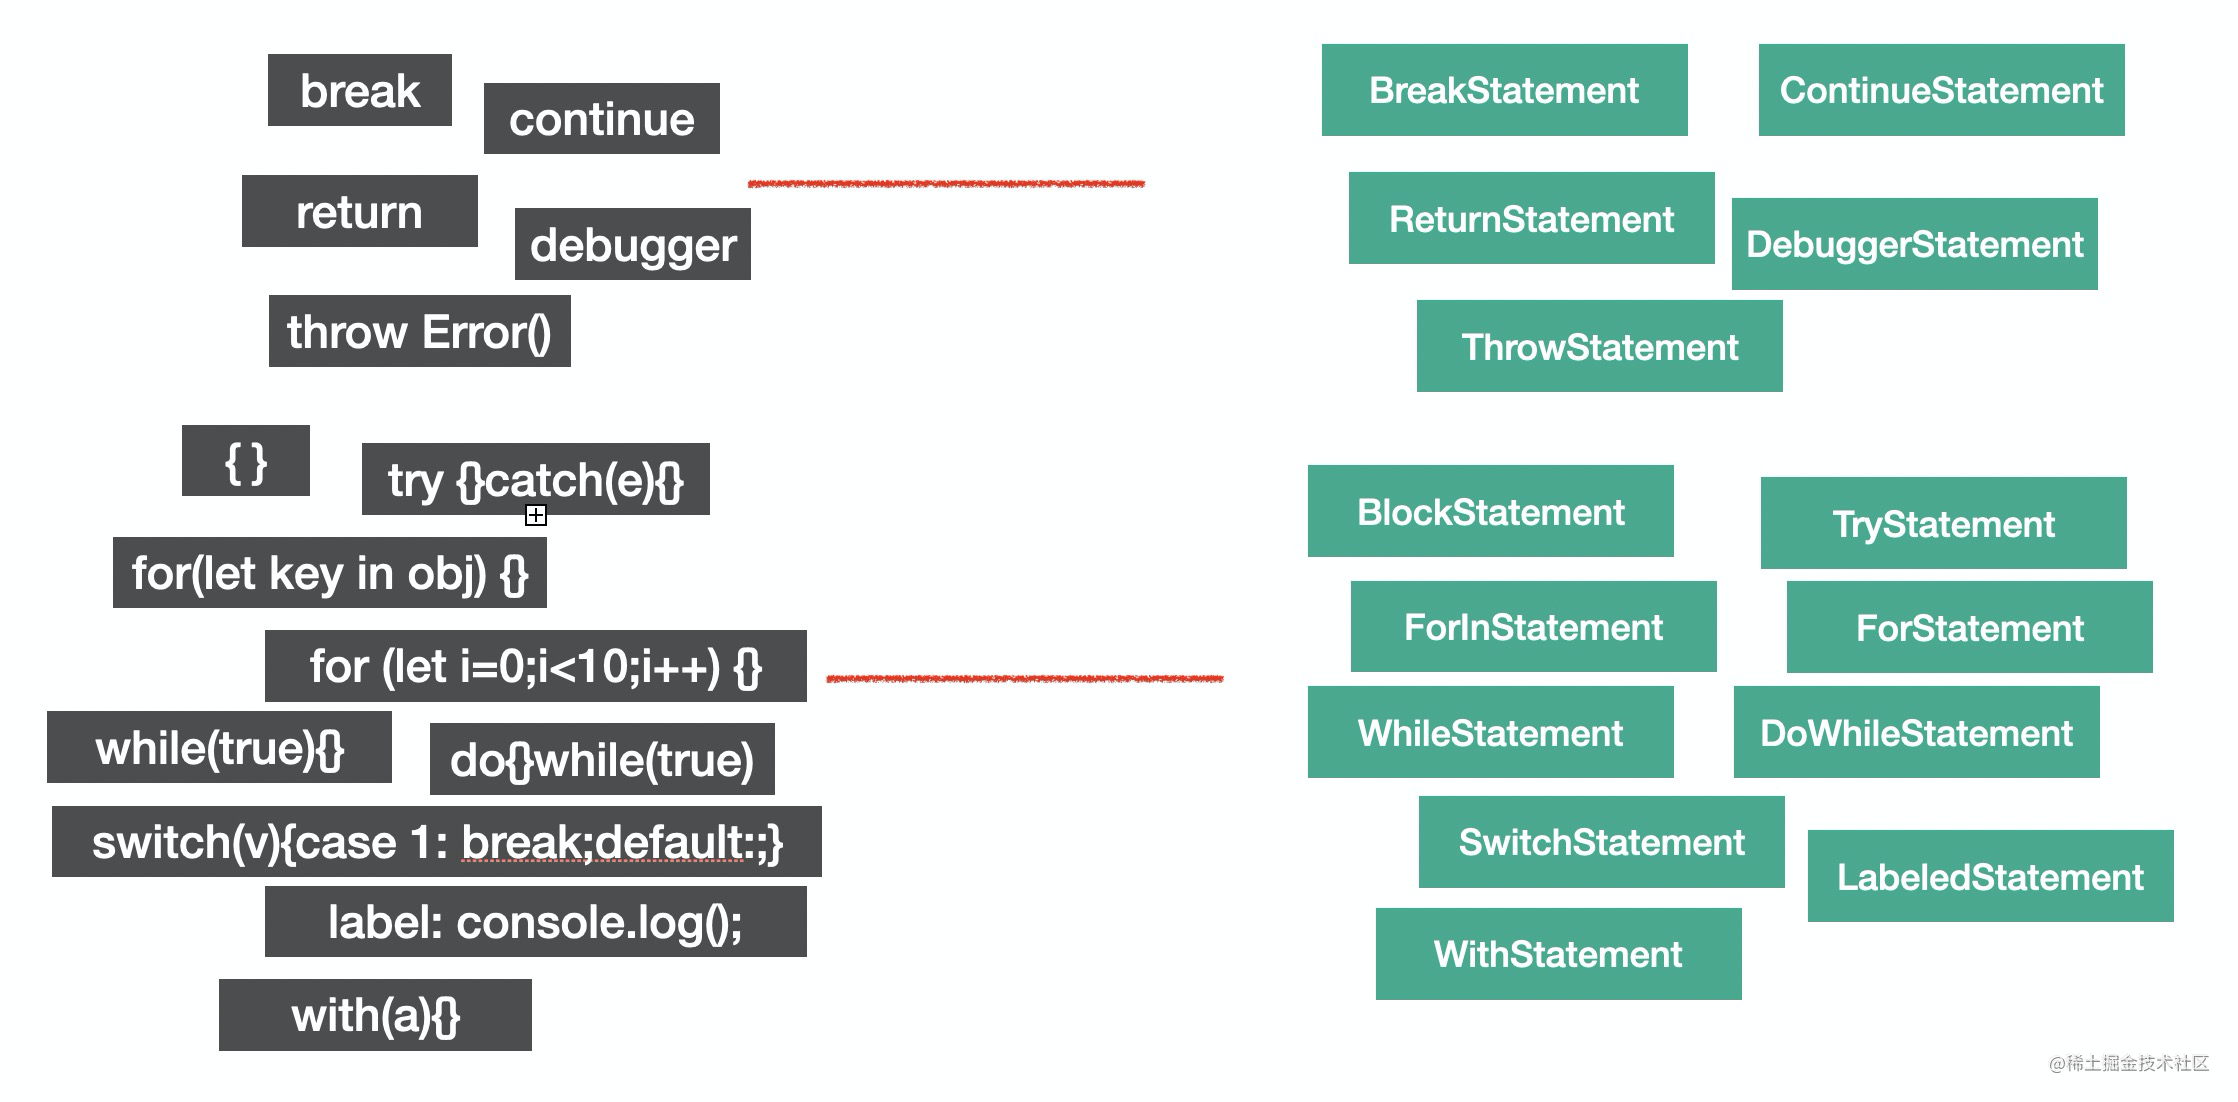 break
continue
return
debugger
throw Error()
{ }
try {}catch(e){}
for(let key in obj) {}
for (let i=0;i<10;i++) {}
while(true){}
do{}while(true)
switch(v){case 1: break;default:;}
label: console.log();
with(a){}
BreakStatement
ContinueStatement
ReturnStatement
DebuggerStatement
ThrowStatement
BlockStatement
TryStatement
ForInStatement
ForStatement
WhileStatement
DoWhileStatement
SwitchStatement
LabeledStatement
WithStatement
@稀土掘金技术社区